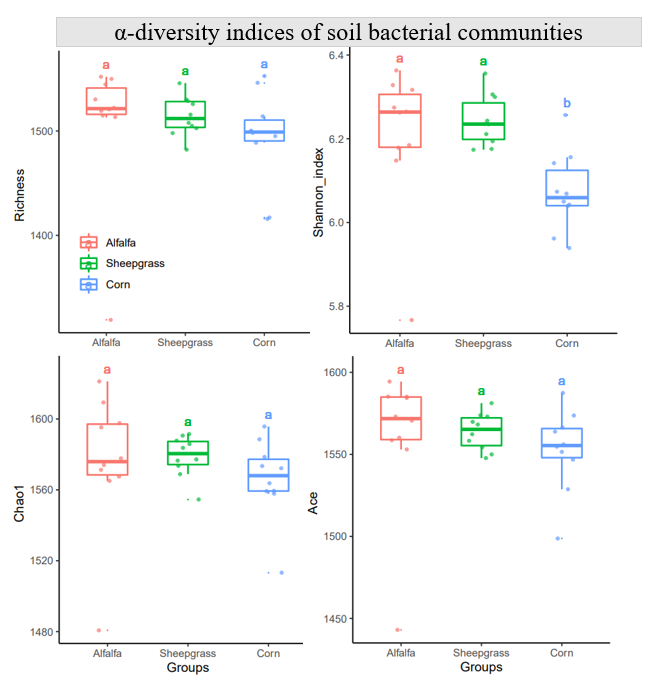 α-diversity indices of soil bacterial communities
a
a
a
1500
1400
Richness
Alfalfa
Sheepgrass
Corn
Alfalfa
Sheepgrass
Corn
a
a
b
6.4
6.2
6.0
5.8
Shannon_index
Alfalfa
Sheepgrass
Corn
a
a
a
1600
1560
1520
1480
Chao1
Alfalfa
Sheepgrass
Corn
Groups
a
a
a
1600
1550
1500
1450
Ace
Alfalfa
Sheepgrass
Corn
Groups